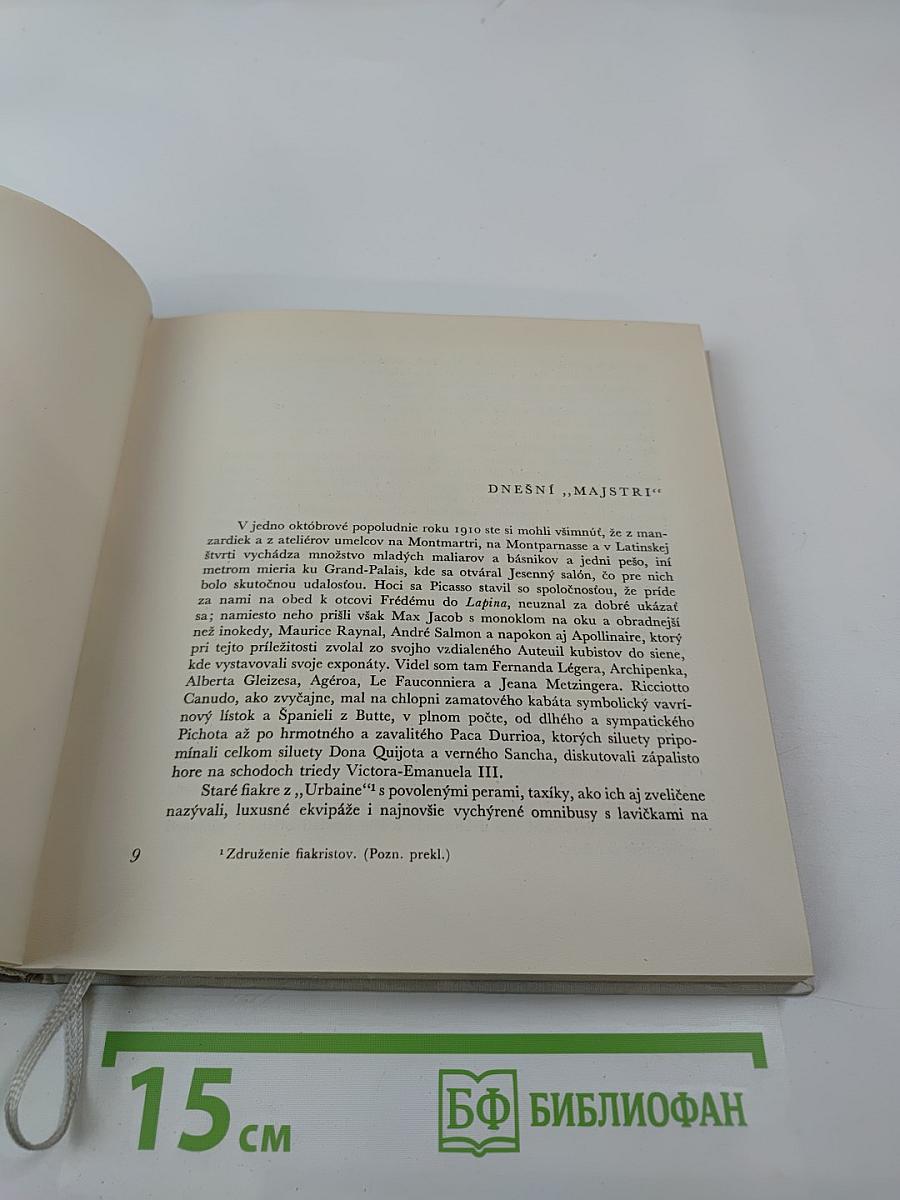 DNEŠNÍ „MAJSTRI“
V jedno októbrové popoludnie roku 1910 ste si mohli všimnúť, že z man-
zardiek a z ateliérov umelcov na Montmartri, na Montparnasse a v Latinskej
štvrti vychádza množstvo mladých maliarov a básnikov a jedni pešo, iní
metrom mieria ku Grand-Palais, kde sa otváral Jesenný salón, čo pre nich
bolo skutočnou udalosťou. Hoci sa Picasso stavil so spoločnosťou, že príde
za nami na obed k otcovi Frédému do Lapina, neuznal za dobré ukázať
sa; namiesto neho prišli však Max Jacob s monoklom na oku a obradnejší
než inokedy, Maurice Raynal, André Salmon a napokon aj Apollinaire, ktorý
pri tejto príležitosti zvolal zo svojho vzdialeného Auteuil kubistov do siene,
kde vystavovali svoje exponáty. Videl som tam Fernanda Légera, Archipenka,
Alberta Gleizesa, Agéroa, Le Fauconniera a Jeana Metzingera. Ricciotto
Canudo, ako zvyčajne, mal na chlopni zamatového kabáta symbolický vavrí-
nový lístok a Španieli z Butte, v plnom počte, od dlhého a sympatického
Pichota až po hrmotného a zavalitého Paca Durrioa, ktorých siluety pripo-
mínali celkom siluety Dona Quijota a verného Sancha, diskutovali zápalisto
hore na schodoch triedy Victora-Emanuela III.
Staré fiakre z „Urbaine“¹ s povolenými perami, taxíky, ako ich aj zveličene
nazývali, luxusné ekvipáže i najnovšie vychýrené omnibusy s lavičkami na
9
¹ Združenie fiakristov. (Pozn. prekl.)
15 см
БФ БИБЛИОФАН